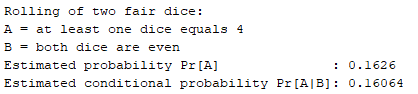 Rolling of two fair dice:
A = at least one dice equals 4
B = both dice are even
Estimated probability Pr[A] : 0.1626
Estimated conditional probability Pr[A|B]: 0.16064